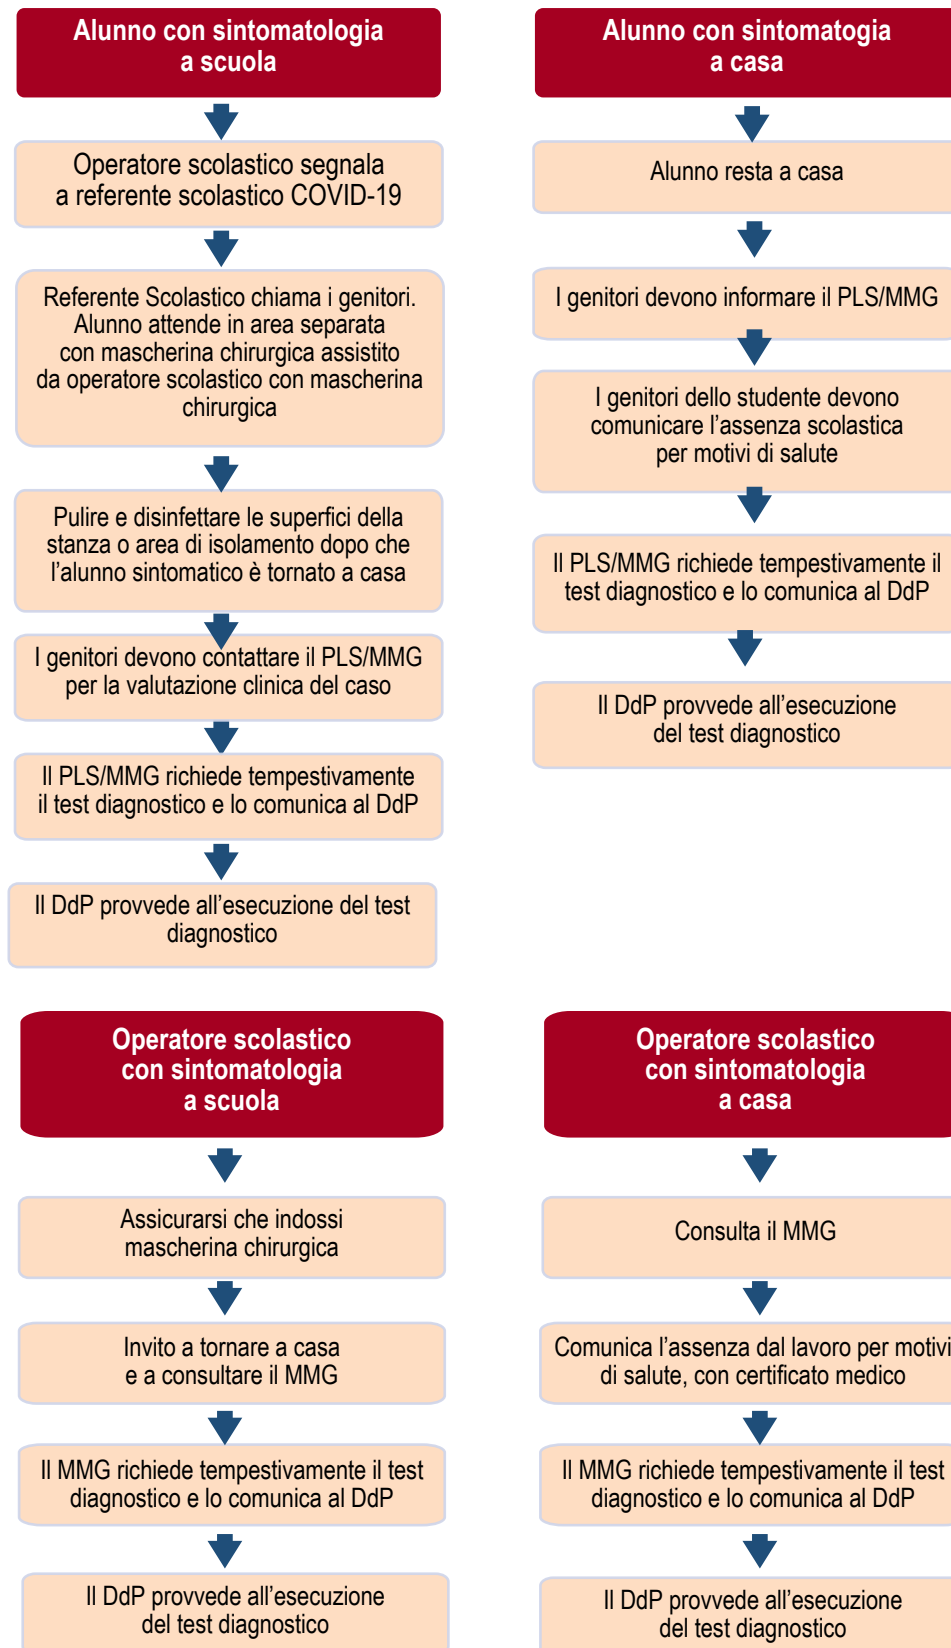 Alunno con sintomatologia
a scuola
Operatore scolastico segnala
a referente scolastico COVID-19
Referente Scolastico chiama i genitori.
Alunno attende in area separata
con mascherina chirurgica assistito
da operatore scolastico con mascherina
chirurgica
Pulire e disinfettare le superfici della
stanza o area di isolamento dopo che
l'alunno sintomatico è tornato a casa
I genitori devono contattare il PLS/MMG
per la valutazione clinica del caso
Il PLS/MMG richiede tempestivamente
il test diagnostico e lo comunica al DdP
Il DdP provvede all'esecuzione del test
diagnostico
Alunno con sintomatogia
a casa
Alunno resta a casa
I genitori devono informare il PLS/MMG
I genitori dello studente devono
comunicare l'assenza scolastica
per motivi di salute
Il PLS/MMG richiede tempestivamente il
test diagnostico e lo comunica al DdP
Il DdP provvede all'esecuzione
del test diagnostico
Operatore scolastico
con sintomatologia
a scuola
Assicurarsi che indossi
mascherina chirurgica
Invito a tornare a casa
e a consultare il MMG
Il MMG richiede tempestivamente il test
diagnostico e lo comunica al DdP
Il DdP provvede all'esecuzione
del test diagnostico
Operatore scolastico
con sintomatologia
a casa
Consulta il MMG
Comunica l'assenza dal lavoro per motivi
di salute, con certificato medico
Il MMG richiede tempestivamente il test
diagnostico e lo comunica al DdP
Il DdP provvede all'esecuzione
del test diagnostico